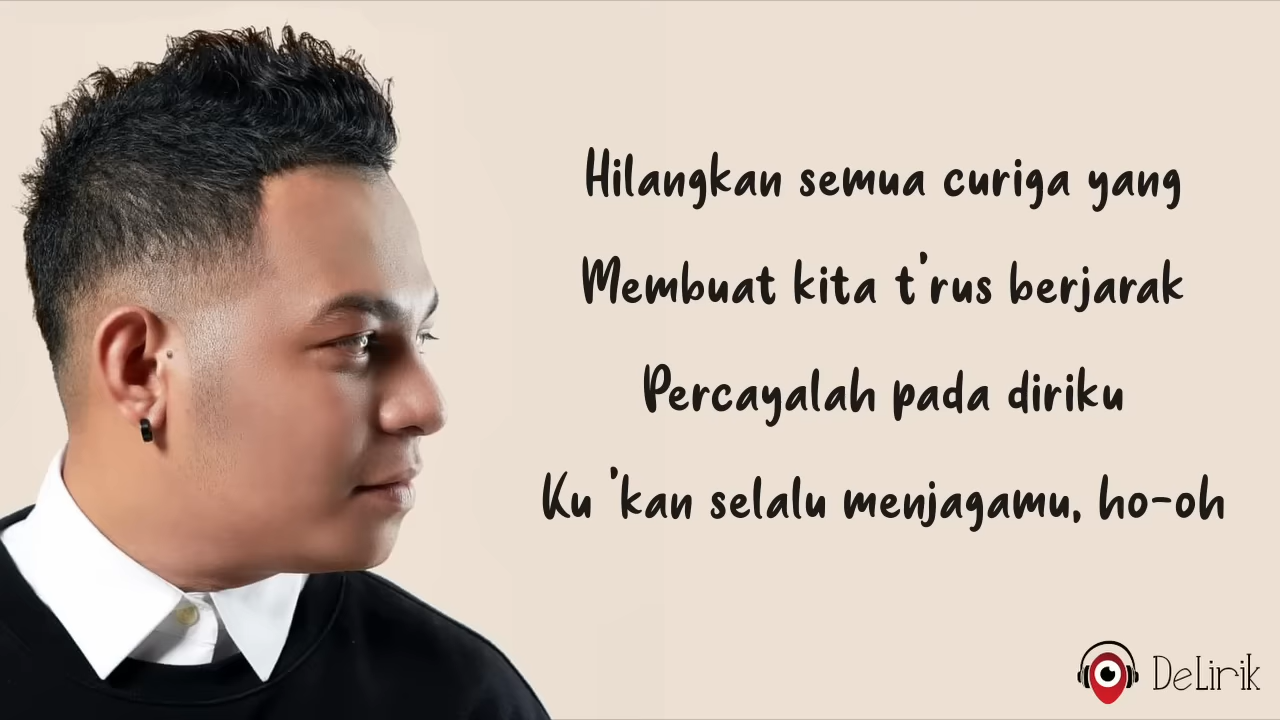 Hilangkan semua curiga yang
Membuat kita t'rus berjarak
Percayalah pada diriku
Ku 'kan selalu menjagamu, ho-oh
DeLirik